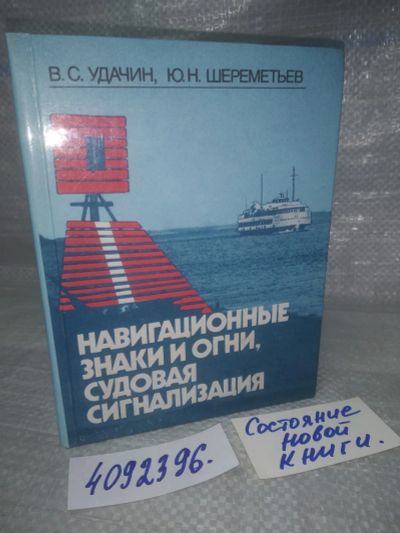 В. С. УДАЧИН, Ю. Н. ШЕРЕМЕТЬЕВ
НАВИГАЦИОННЫЕ
ЗНАКИ И ОГНИ,
СУДОВАЯ
СИГНАЛИЗАЦИЯ
4092396.
Состояние
новой
книги.